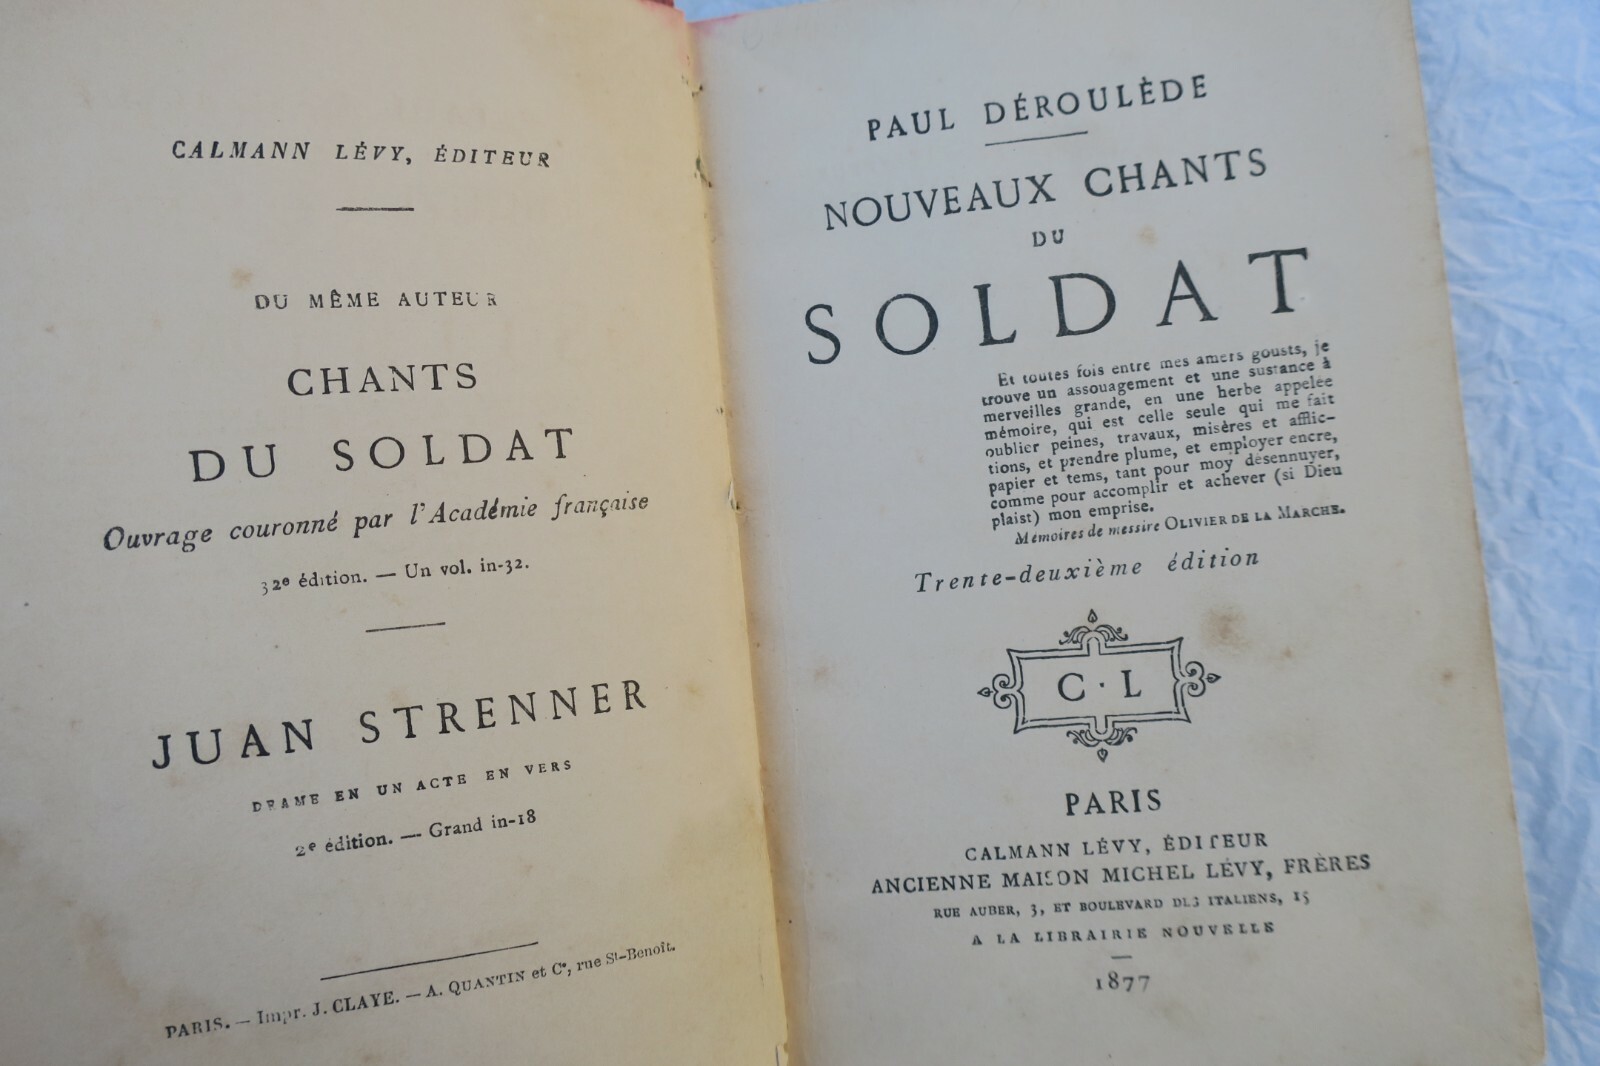 CALMANN LÉVY, ÉDITEUR
DU MÊME AUTEUR
CHANTS
DU SOLDAT
Ouvrage couronné par l'Académie française
32e édition. — Un vol. in-32.
JUAN STRENNER
DRAME EN UN ACTE EN VERS
2e édition. — Grand in-18
PARIS. — Impr. J. CLAYE. — A. QUANTIN et Ce, rue St-Benoît.
PAUL DÉROULÈDE
NOUVEAUX CHANTS
DU
SOLDAT
Et toutes fois entre mes amers gousts, je
trouve un assouagement et une sustance à
merveilles grande, en une herbe appelée
mémoire, qui est celle seule qui me fait
oublier peines, travaux, misères et afflic-
tions, et prendre plume, et employer encre,
papier et tems, tant pour moy désennuyer,
comme pour accomplir et achever (si Dieu
plaist) mon emprise.
Mémoires de messire OLIVIER DE LA MARCHE.
Trente-deuxième édition
C · L
PARIS
CALMANN LÉVY, ÉDITEUR
ANCIENNE MAISON MICHEL LÉVY, FRÈRES
RUE AUBER, 3, ET BOULEVARD DES ITALIENS, 15
A LA LIBRAIRIE NOUVELLE
1877